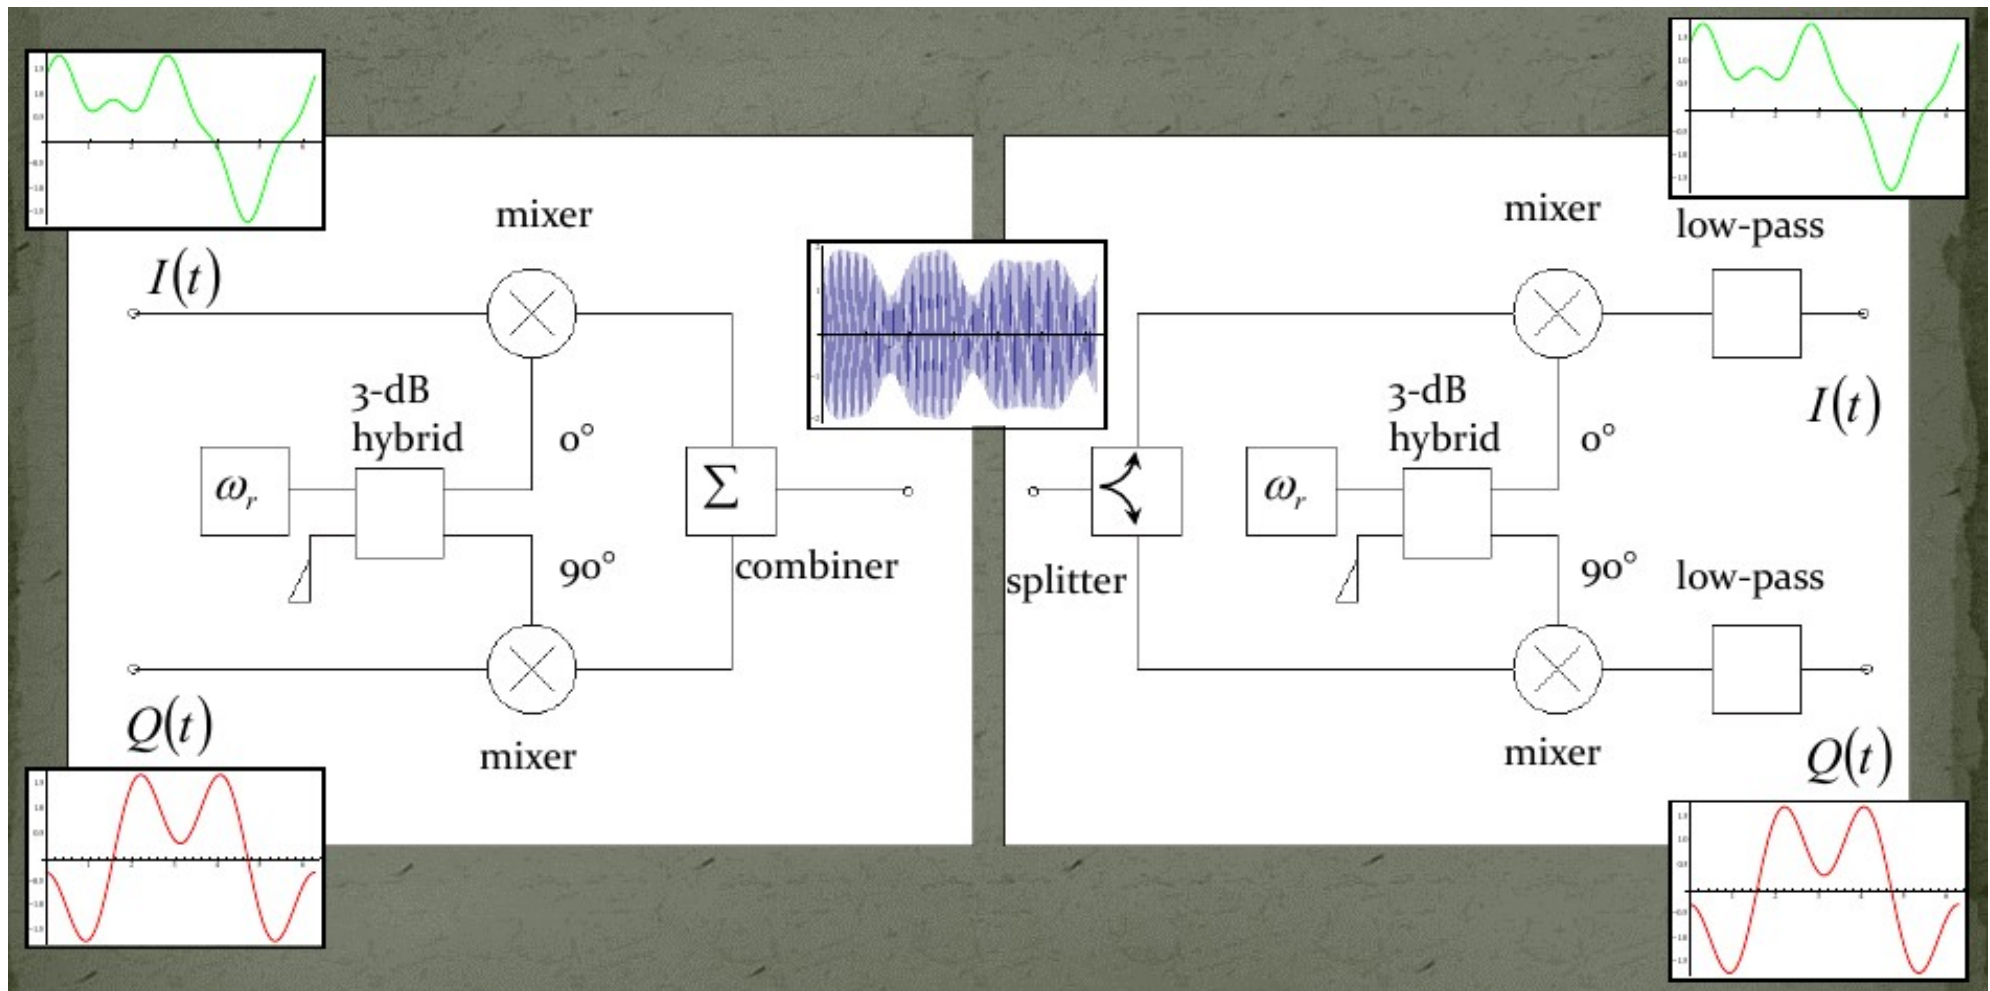 mixer
I(t)
3-dB
hybrid
0°
ω_r
Σ
90°
combiner
Q(t)
mixer
mixer
low-pass
I(t)
3-dB
hybrid
0°
ω_r
90°
low-pass
splitter
mixer
Q(t)